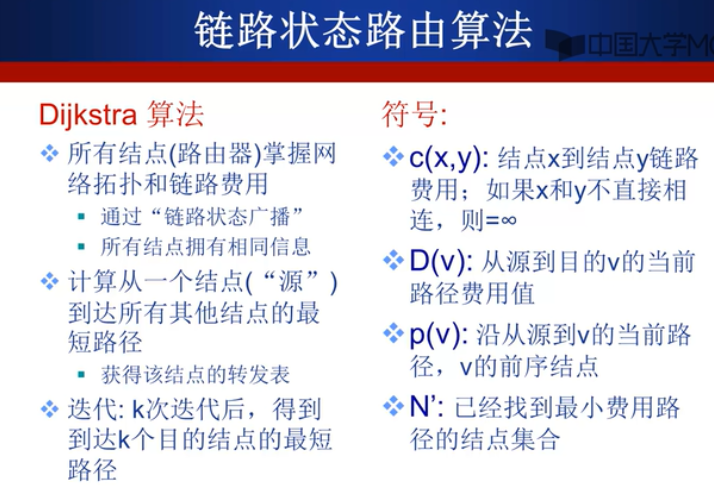 链路状态路由算法
中国大学M
Dijkstra 算法
所有结点(路由器)掌握网
络拓扑和链路费用
通过“链路状态广播”
所有结点拥有相同信息
计算从一个结点(“源”)
到达所有其他结点的最
短路径
获得该结点的转发表
迭代: k次迭代后，得到
到达k个目的结点的最短
路径
符号:
c(x,y): 结点x到结点y链路
费用；如果x和y不直接相
连，则=∞
D(v): 从源到目的v的当前
路径费用值
p(v): 沿从源到v的当前路
径，v的前序结点
N’: 已经找到最小费用路
径的结点集合